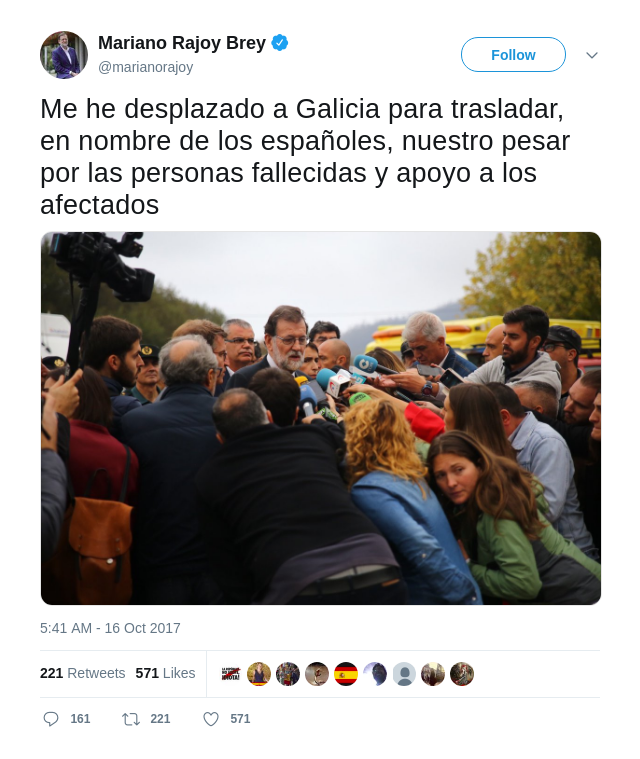 Mariano Rajoy Brey
@marianorajoy
Follow
Me he desplazado a Galicia para trasladar,
en nombre de los españoles, nuestro pesar
por las personas fallecidas y apoyo a los
afectados
5:41 AM - 16 Oct 2017
221 Retweets 571 Likes
161 221 571